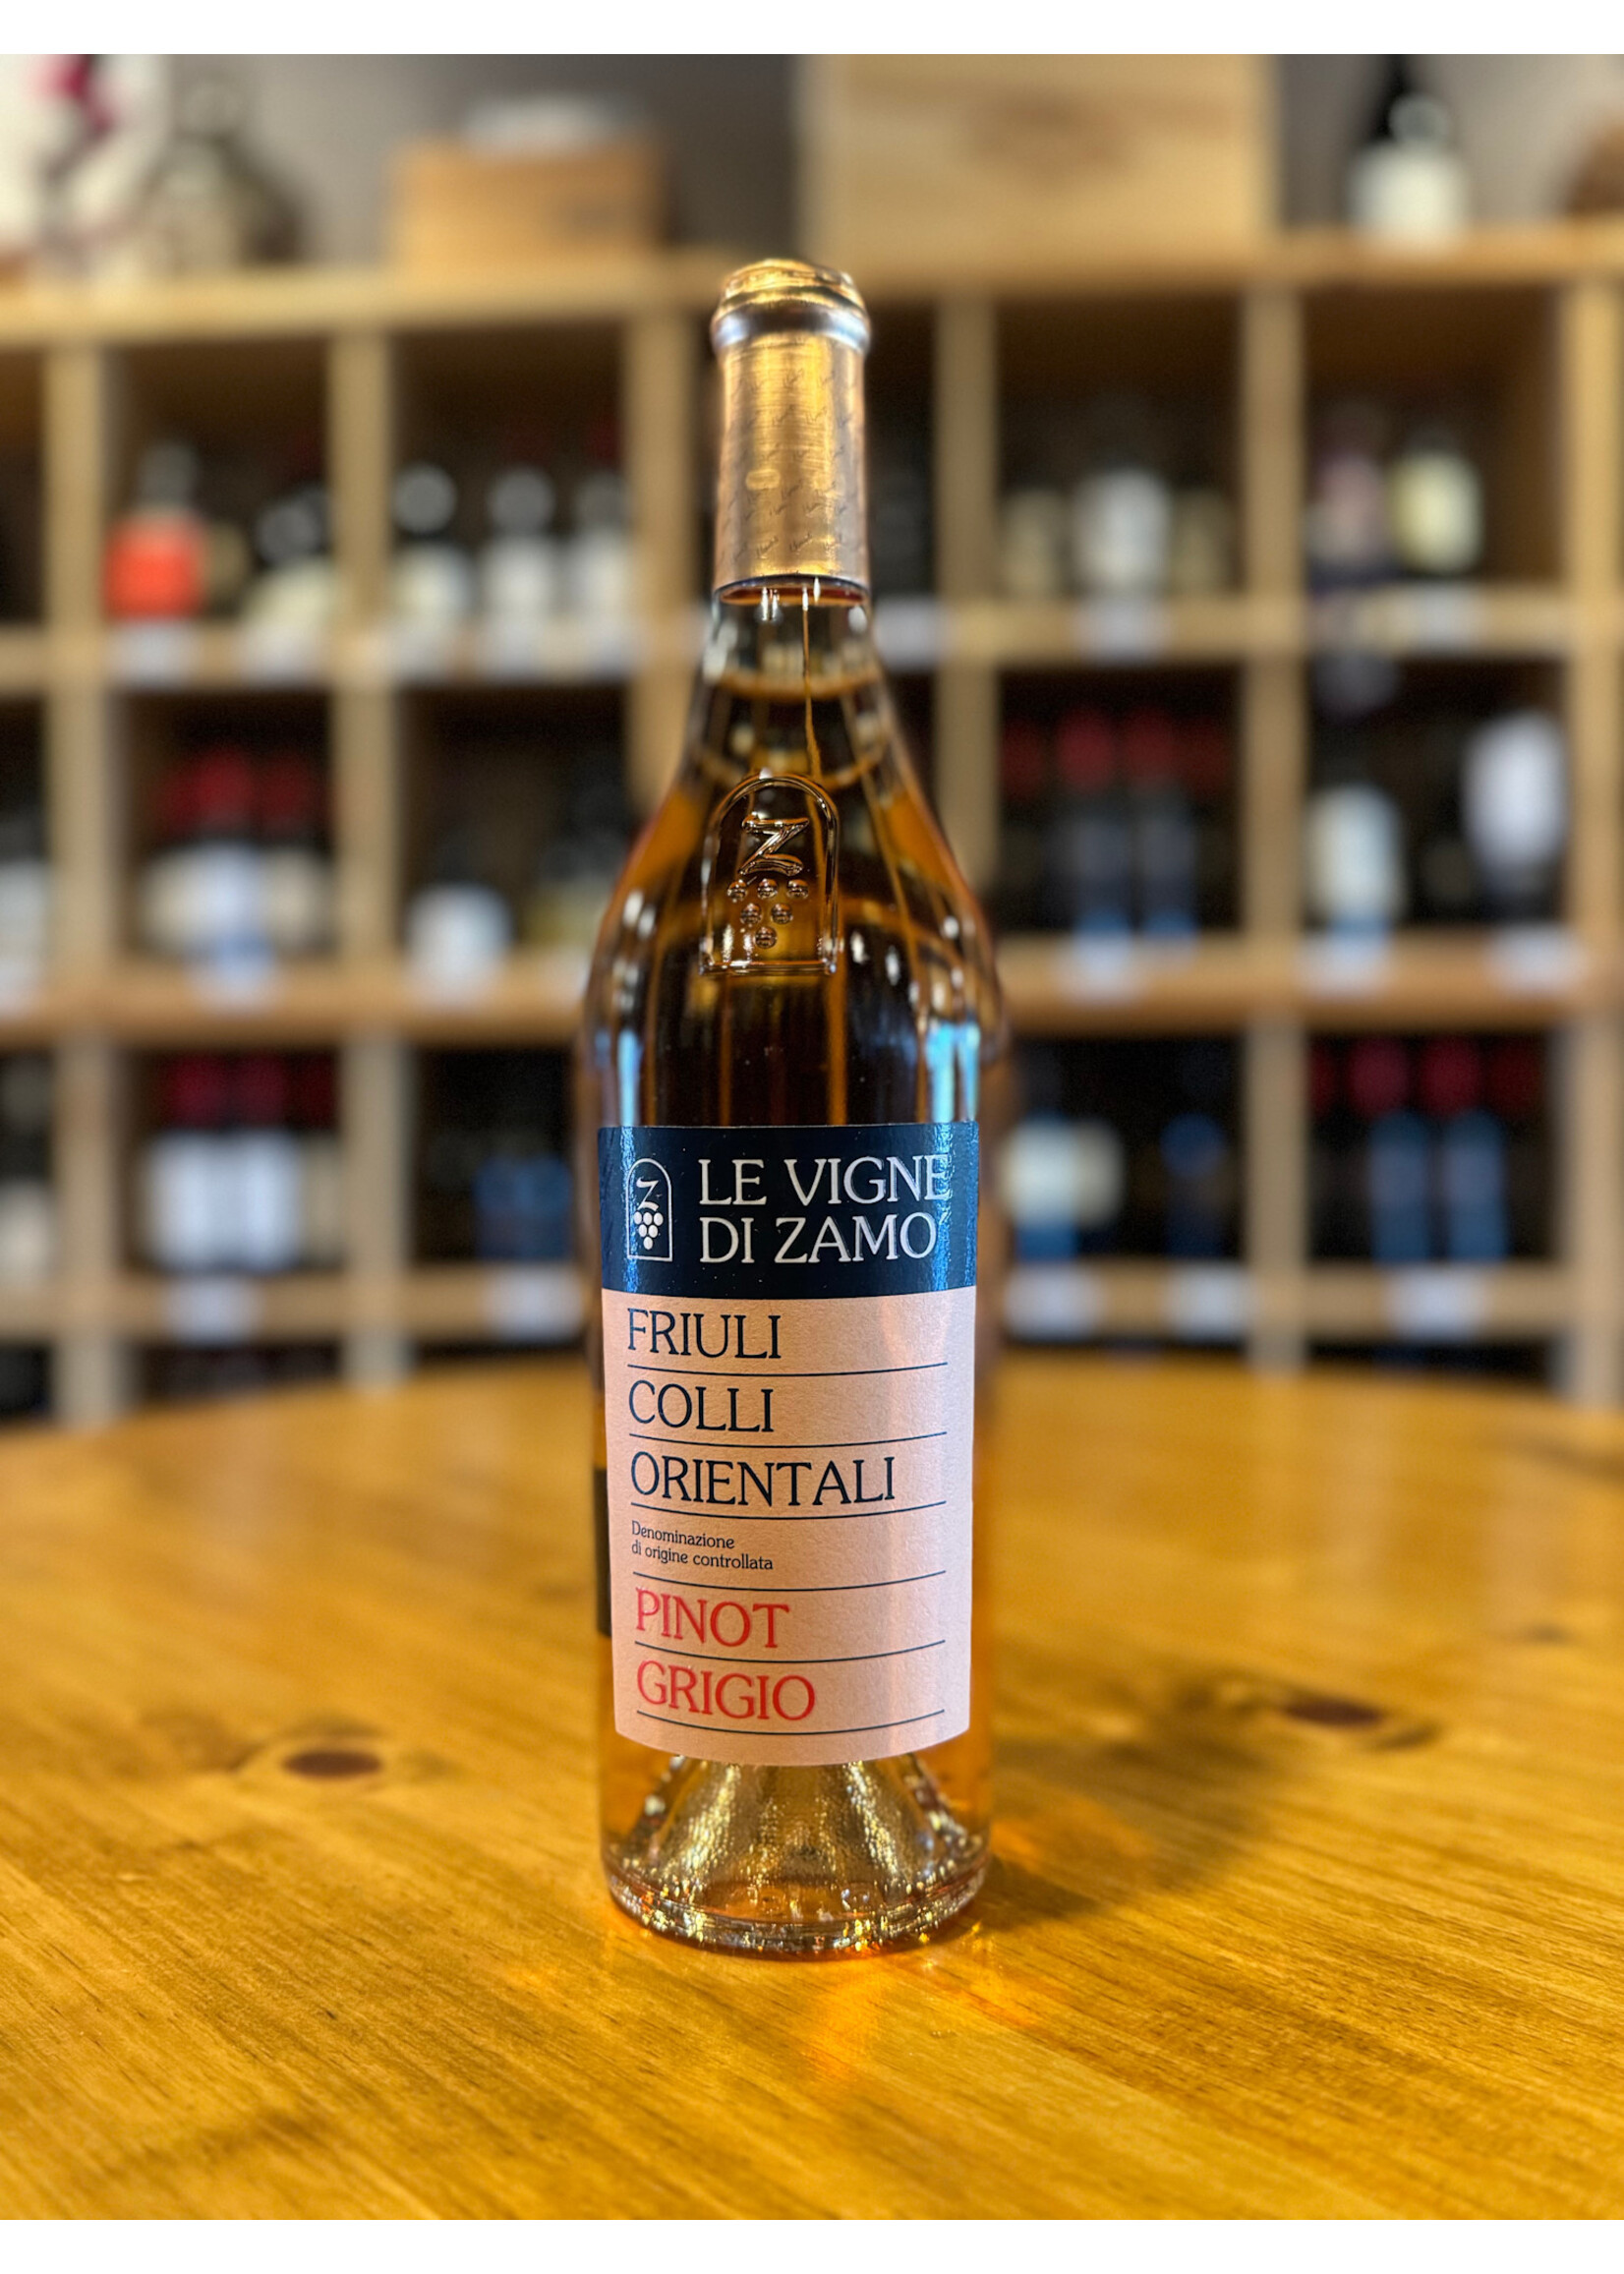 Z
Z
LE VIGNE
DI ZAMO'
FRIULI
COLLI
ORIENTALI
Denominazione
di origine controllata
PINOT
GRIGIO